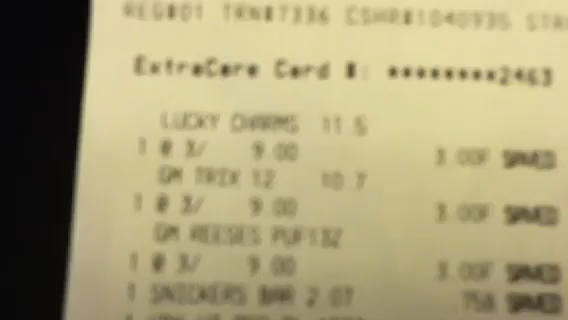 REG#01 TRN#7336 CSHR#1040935 STR
ExtraCare Card #: ********2463
LUCKY CHARMS 11.5
1 @ 3/ 9.00 3.00F SAVED
GM TRIX 12 10.7
1 @ 3/ 9.00 3.00F SAVED
GM REESES PUF13Z
1 @ 3/ 9.00 3.00F SAVED
1 SNICKERS BAR 2.07 .75B SAVED